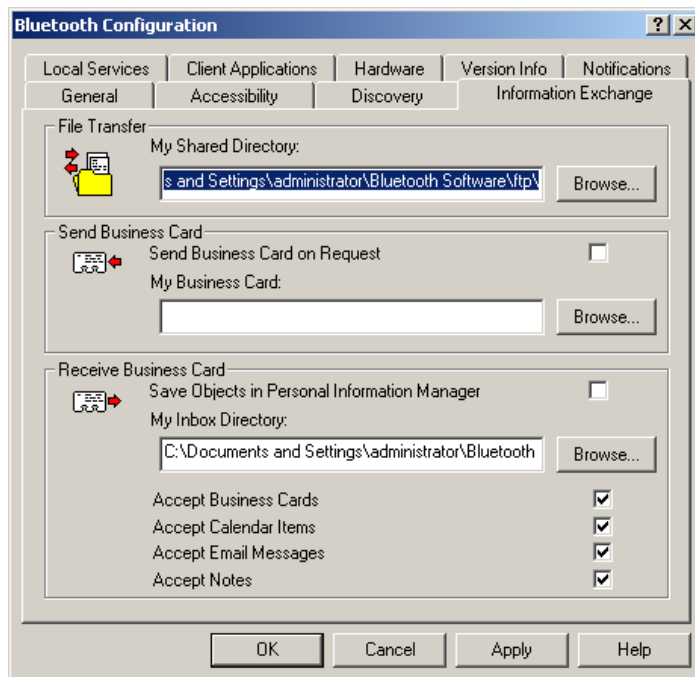 Bluetooth Configuration
Local Services Client Applications Hardware Version Info Notifications
General Accessibility Discovery Information Exchange
File Transfer
My Shared Directory:
s and Settings\administrator\Bluetooth Software\ftp\
Browse...
Send Business Card
Send Business Card on Request
My Business Card:
Browse...
Receive Business Card
Save Objects in Personal Information Manager
My Inbox Directory:
C:\Documents and Settings\administrator\Bluetooth
Browse...
Accept Business Cards
Accept Calendar Items
Accept Email Messages
Accept Notes
OK Cancel Apply Help